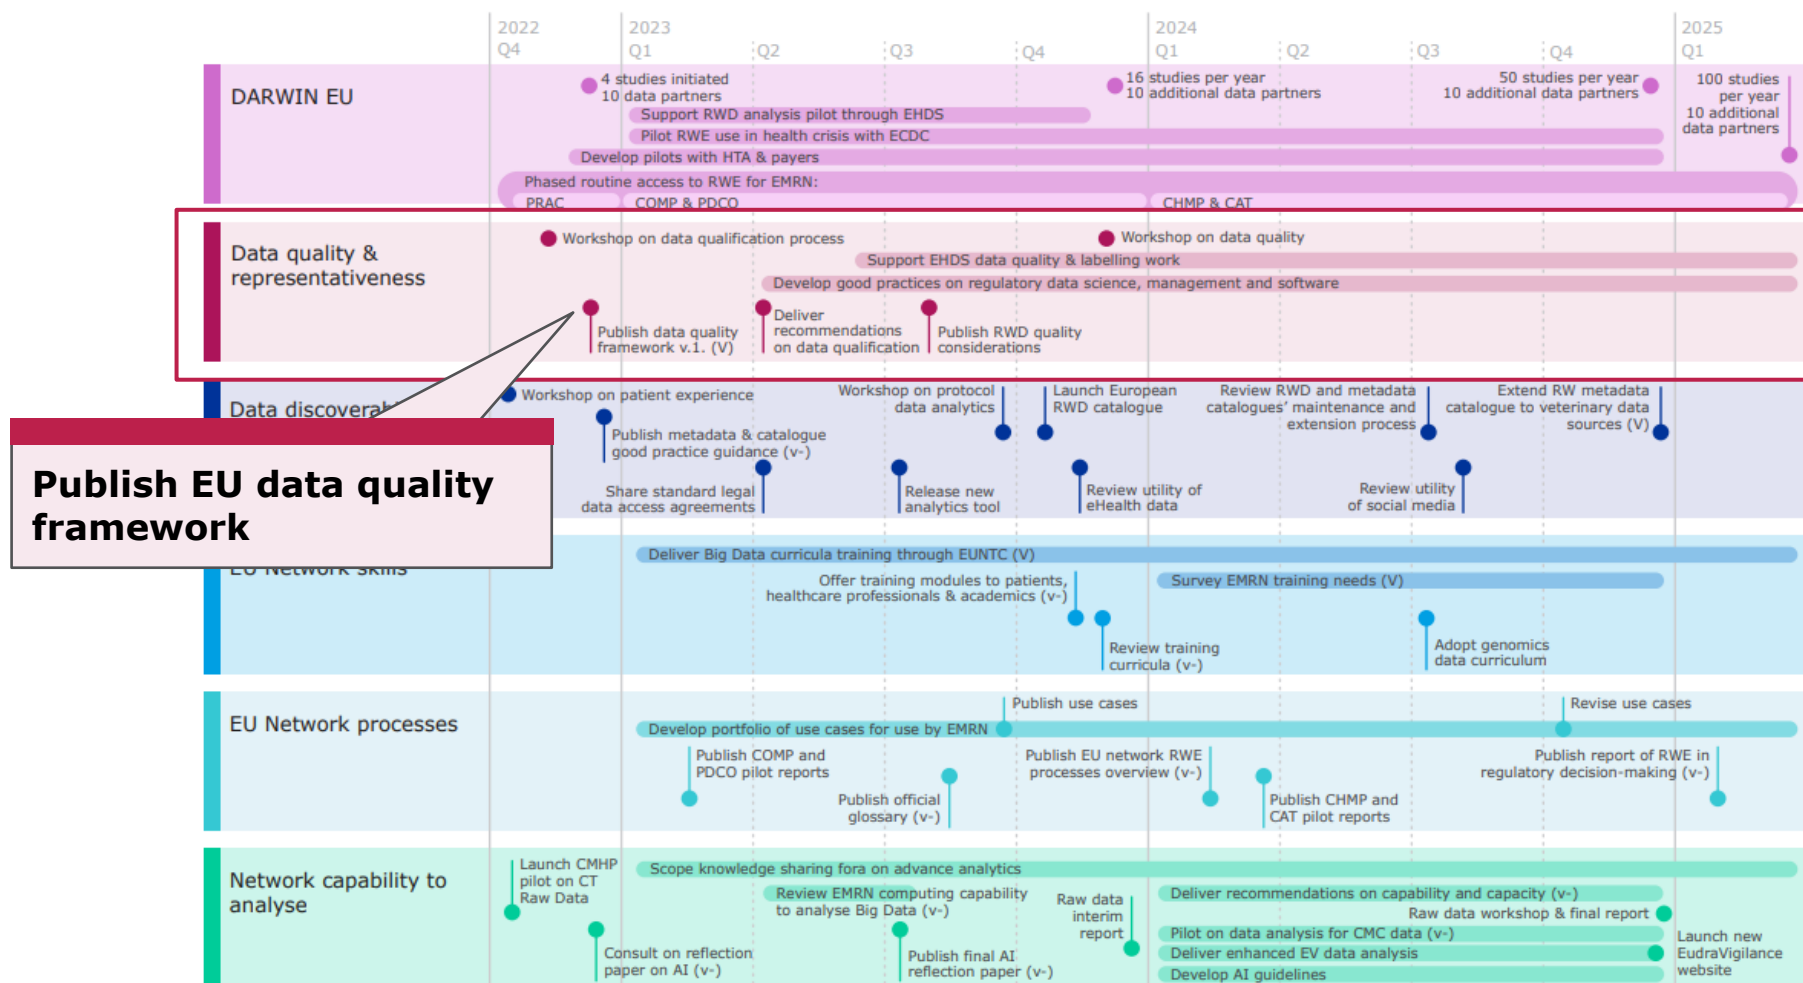 2022
Q4
2023
Q1
Q2
Q3
Q4
2024
Q1
Q2
Q3
Q4
2025
Q1
DARWIN EU
4 studies initiated
10 data partners
16 studies per year
10 additional data partners
50 studies per year
10 additional data partners
100 studies
per year
10 additional
data partners
Support RWD analysis pilot through EHDS
Pilot RWE use in health crisis with ECDC
Develop pilots with HTA & payers
Phased routine access to RWE for EMRN:
PRAC
COMP & PDCO
CHMP & CAT
Data quality &
representativeness
Workshop on data qualification process
Workshop on data quality
Support EHDS data quality & labelling work
Develop good practices on regulatory data science, management and software
Publish data quality
framework v.1. (V)
Deliver
recommendations
on data qualification
Publish RWD quality
considerations
Data discoverab
Workshop on patient experience
Publish metadata & catalogue
good practice guidance (v-)
Share standard legal
data access agreements
Workshop on protocol
data analytics
Release new
analytics tool
Launch European
RWD catalogue
Review utility of
eHealth data
Review RWD and metadata
catalogues' maintenance and
extension process
Review utility
of social media
Extend RW metadata
catalogue to veterinary data
sources (V)
Publish EU data quality
framework
EU Network skills
Deliver Big Data curricula training through EUNTC (V)
Offer training modules to patients,
healthcare professionals & academics (v-)
Survey EMRN training needs (V)
Review training
curricula (v-)
Adopt genomics
data curriculum
EU Network processes
Publish use cases
Revise use cases
Develop portfolio of use cases for use by EMRN
Publish COMP and
PDCO pilot reports
Publish official
glossary (v-)
Publish EU network RWE
processes overview (v-)
Publish CHMP and
CAT pilot reports
Publish report of RWE in
regulatory decision-making (v-)
Network capability to
analyse
Launch CMHP
pilot on CT
Raw Data
Consult on reflection
paper on AI (v-)
Scope knowledge sharing fora on advance analytics
Review EMRN computing capability
to analyse Big Data (v-)
Publish final AI
reflection paper (v-)
Raw data
interim
report
Deliver recommendations on capability and capacity (v-)
Raw data workshop & final report
Pilot on data analysis for CMC data (v-)
Deliver enhanced EV data analysis
Develop AI guidelines
Launch new
EudraVigilance
website